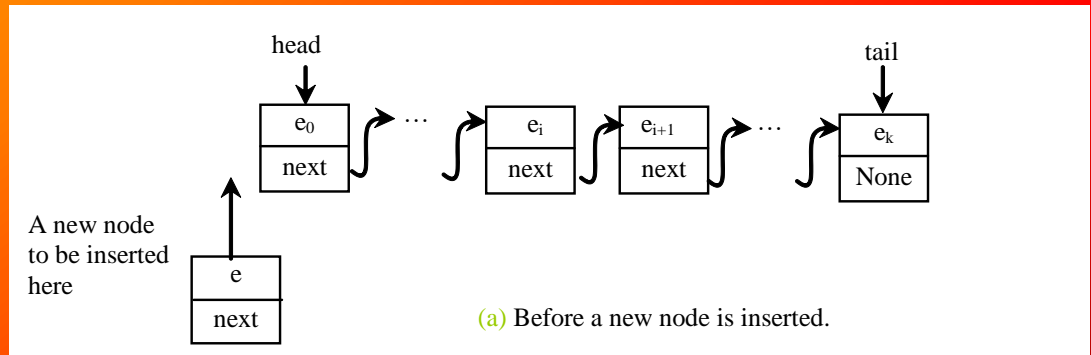 head
tail
e0
…
ei
ei+1
…
ek
next
next
next
None
A new node
to be inserted
here
e
next
(a) Before a new node is inserted.